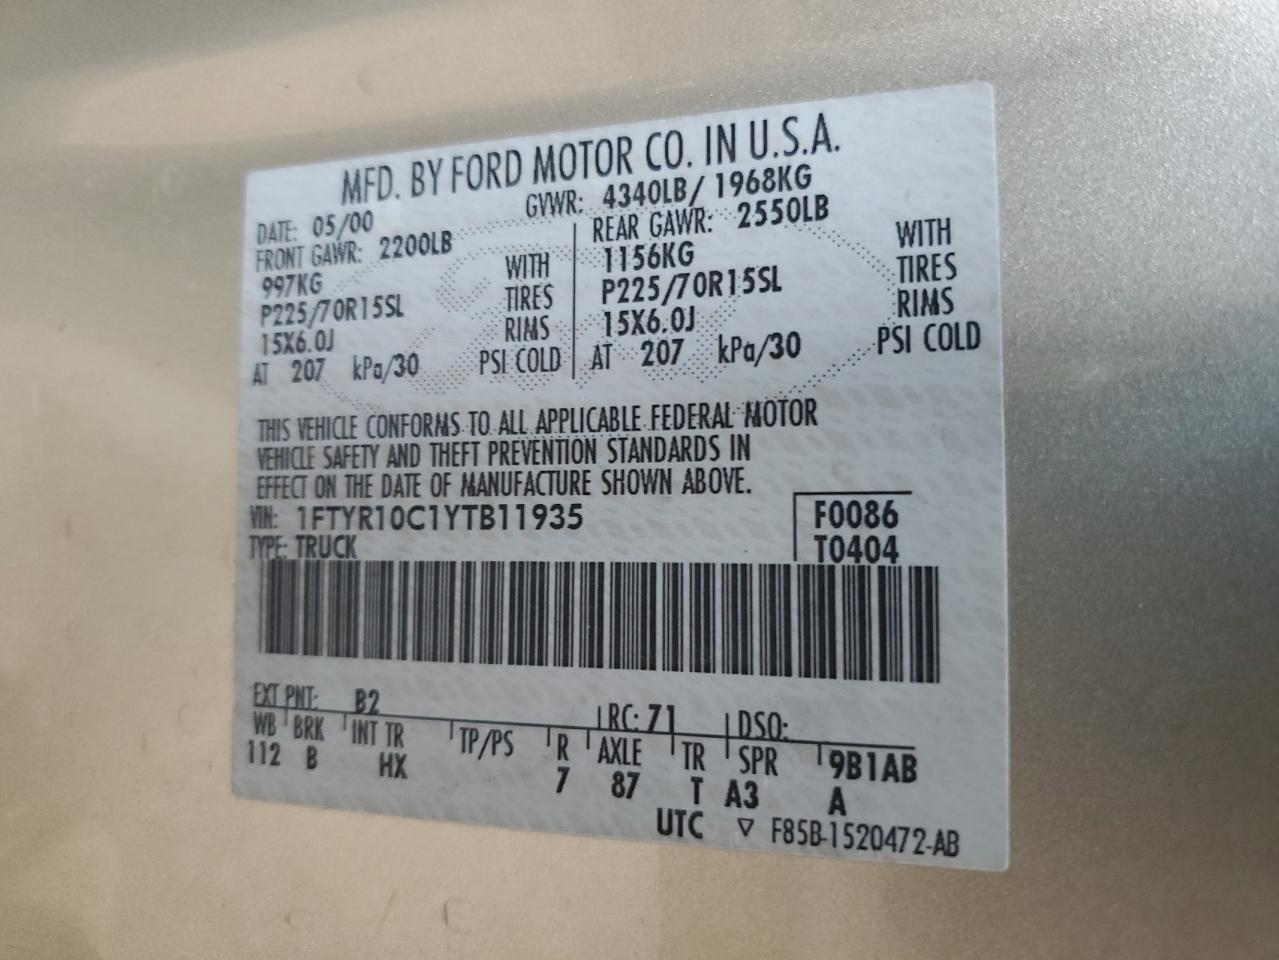 MFD. BY FORD MOTOR CO. IN U.S.A.
DATE: 05/00 GVWR: 4340LB/ 1968KG
FRONT GAWR: 2200LB REAR GAWR: 2550LB
997KG WITH 1156KG WITH
P225/70R15SL TIRES P225/70R15SL TIRES
15X6.0J RIMS 15X6.0J RIMS
AT 207 kPa/30 PSI COLD AT 207 kPa/30 PSI COLD
THIS VEHICLE CONFORMS TO ALL APPLICABLE FEDERAL MOTOR
VEHICLE SAFETY AND THEFT PREVENTION STANDARDS IN
EFFECT ON THE DATE OF MANUFACTURE SHOWN ABOVE.
VIN: 1FTYR10C1YTB11935 F0086
TYPE: TRUCK T0404
EXT PNT: B2 RC: 71 DSO:
WB BRK INT TR TP/PS R AXLE TR SPR 9B1AB
112 B HX 7 87 T A3 A
UTC ▽ F85B-1520472-AB